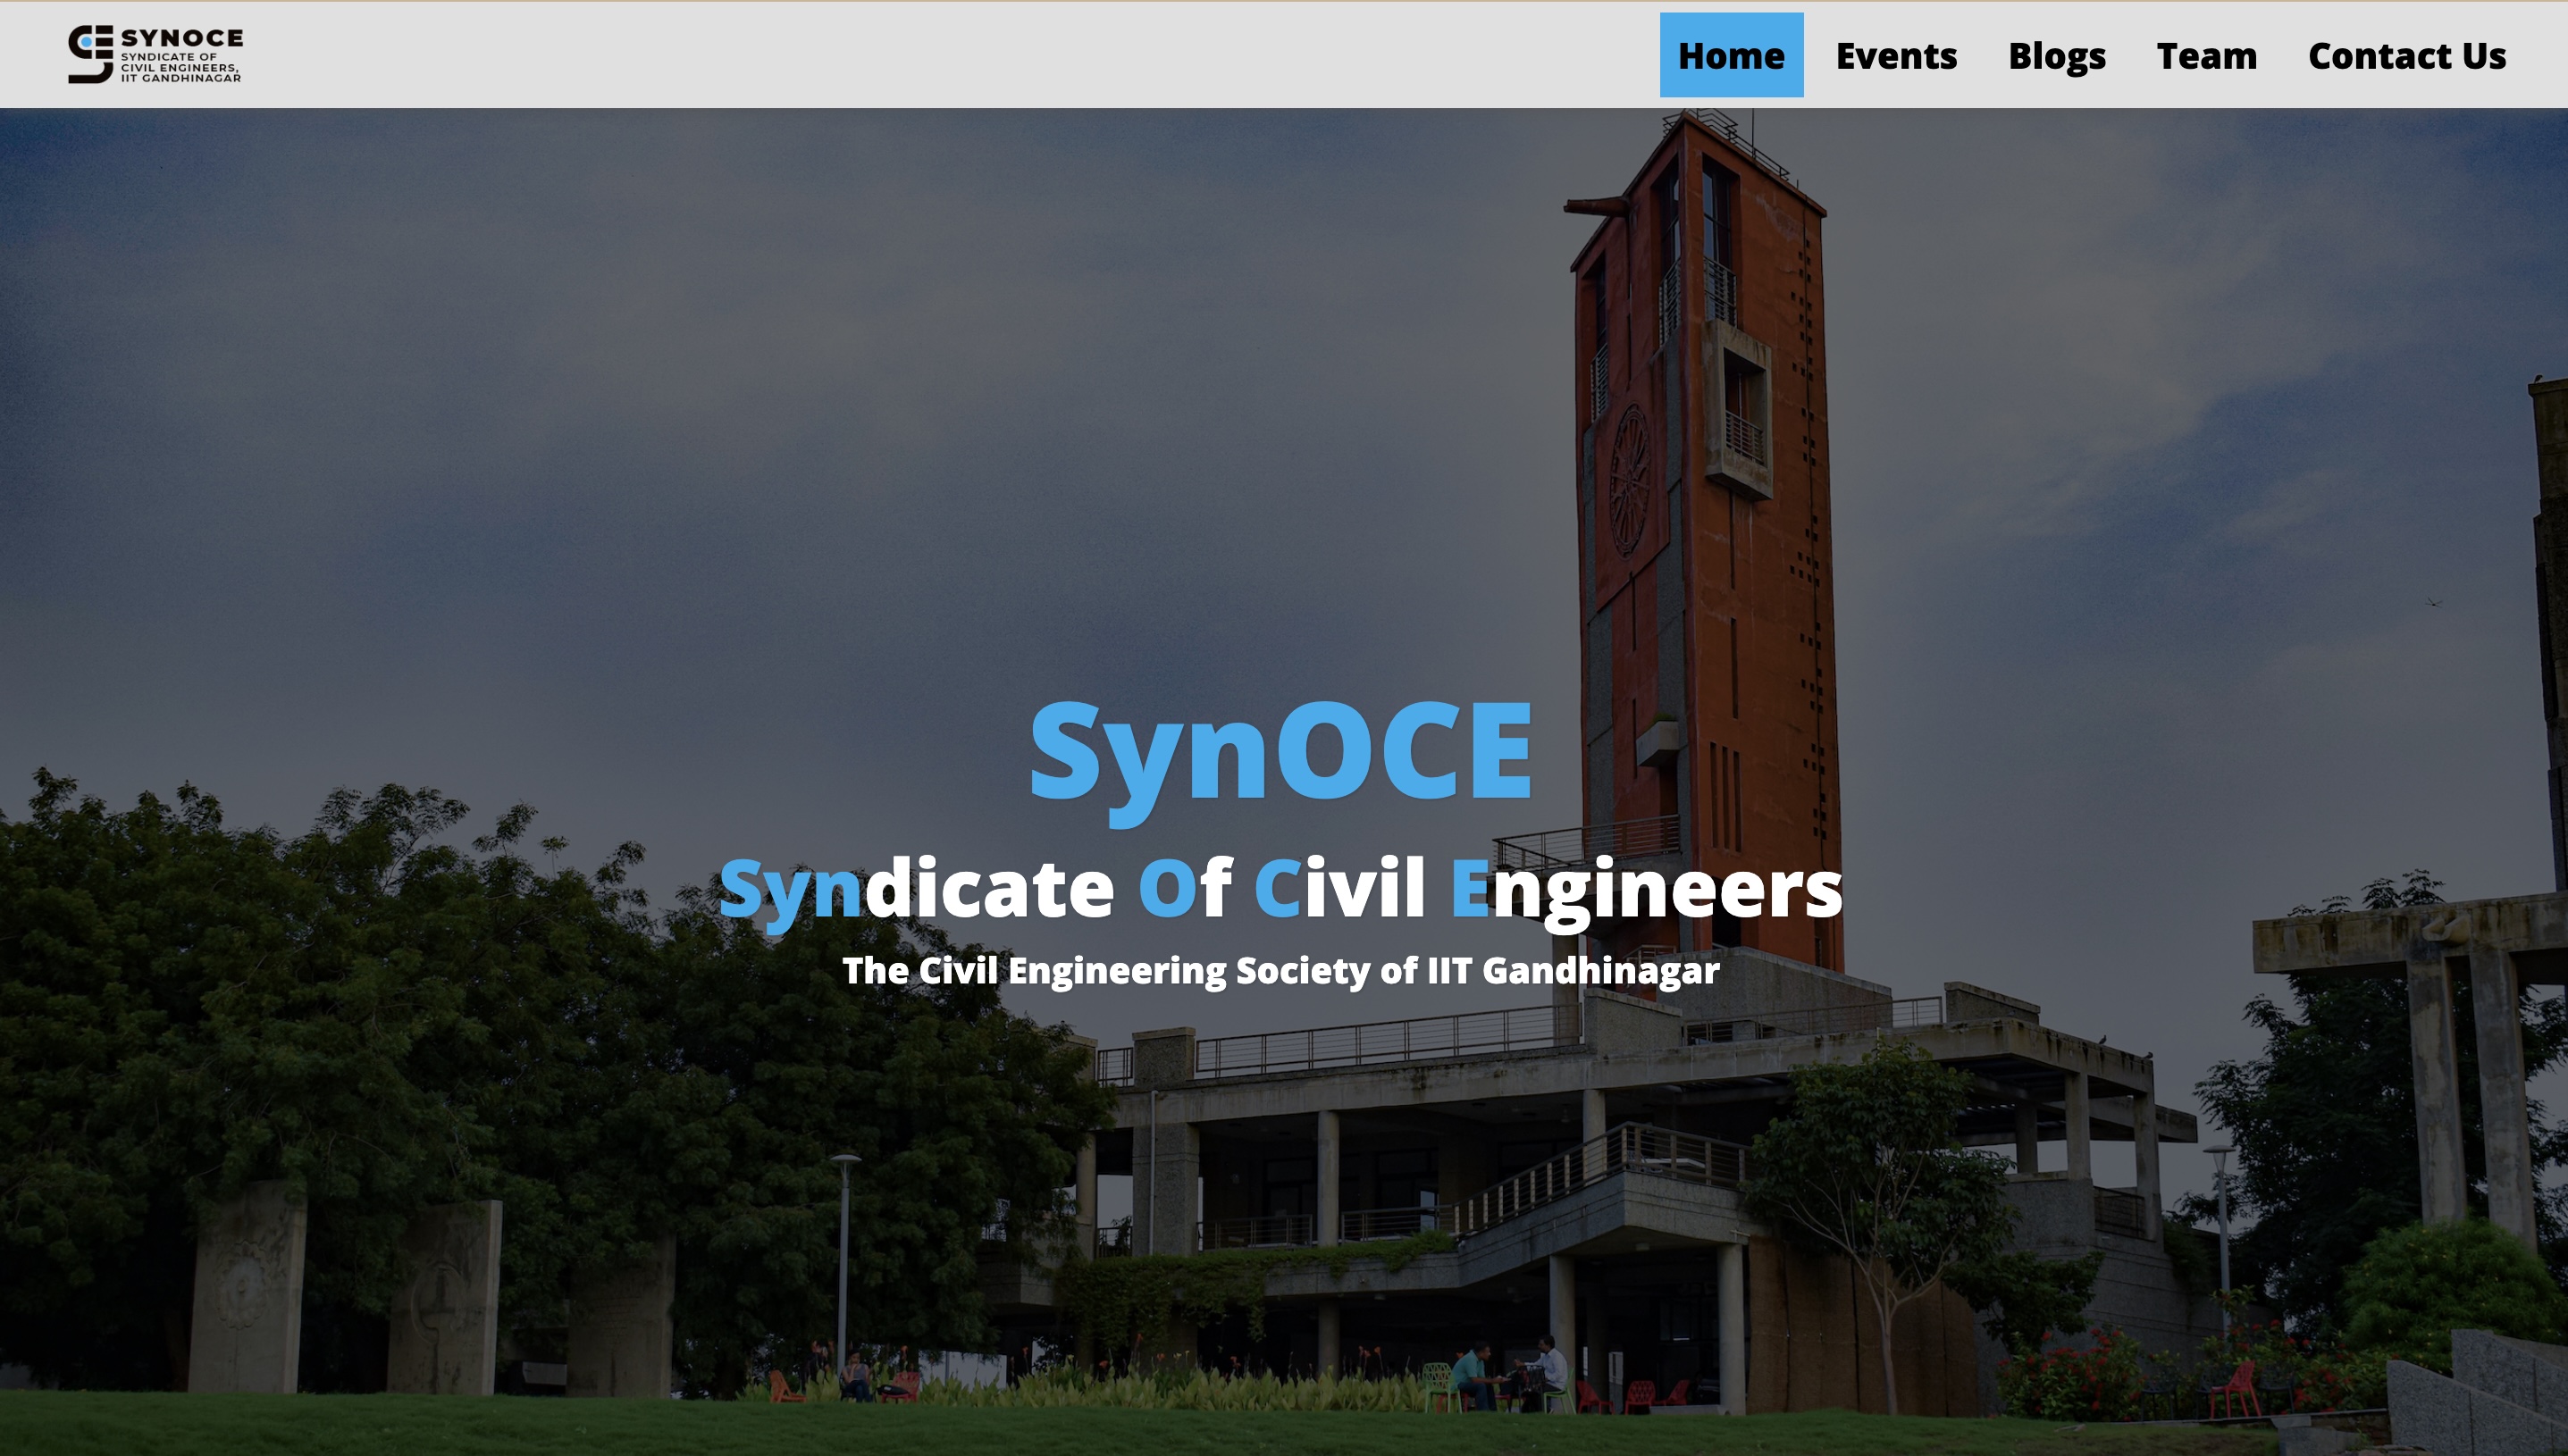 SYNOCE
SYNDICATE OF
CIVIL ENGINEERS,
IIT GANDHINAGAR
Home Events Blogs Team Contact Us
SynOCE
Syndicate Of Civil Engineers
The Civil Engineering Society of IIT Gandhinagar